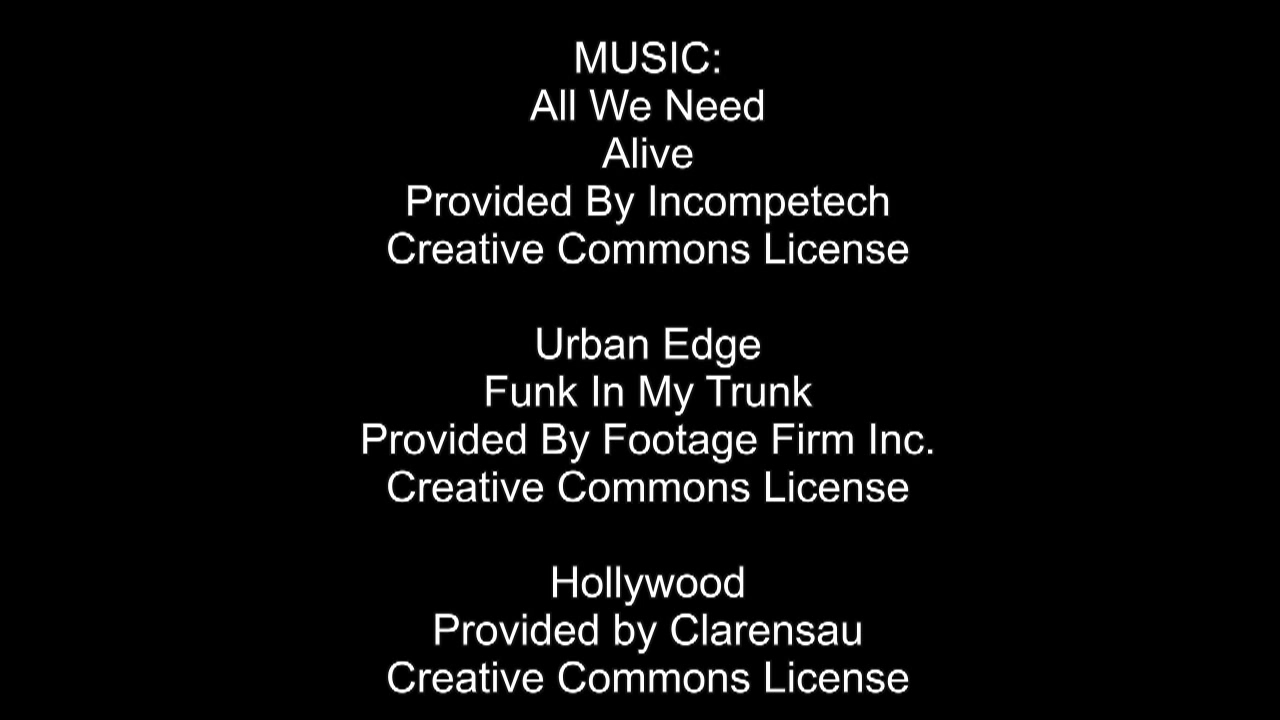 MUSIC:
All We Need
Alive
Provided By Incompetech
Creative Commons License
Urban Edge
Funk In My Trunk
Provided By Footage Firm Inc.
Creative Commons License
Hollywood
Provided by Clarensau
Creative Commons License